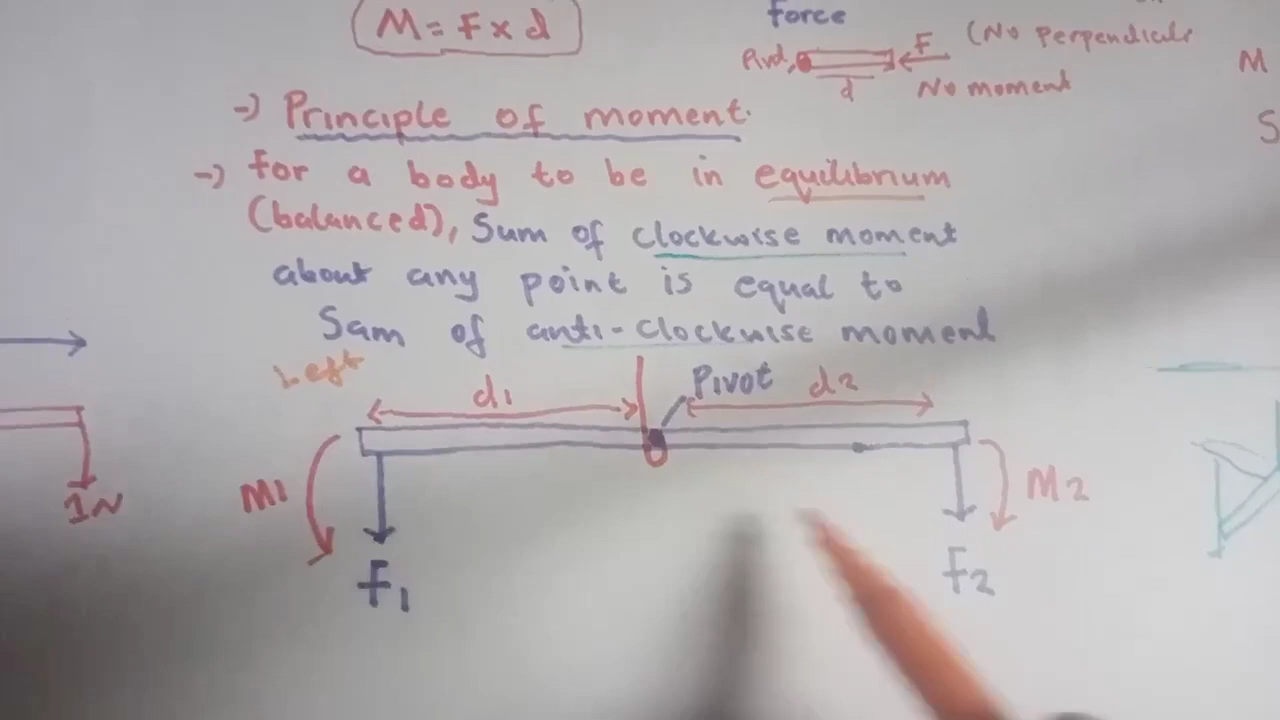 M = F x d
force
Pivot
F
(No perpendicula
d
No moment
M
S
-) Principle of moment.
-) for a body to be in equilibrium
(balanced), Sum of clockwise moment
about any point is equal to
Sam of anti-clockwise moment
Left
d1
Pivot
d2
M1
M2
1N
F1
F2